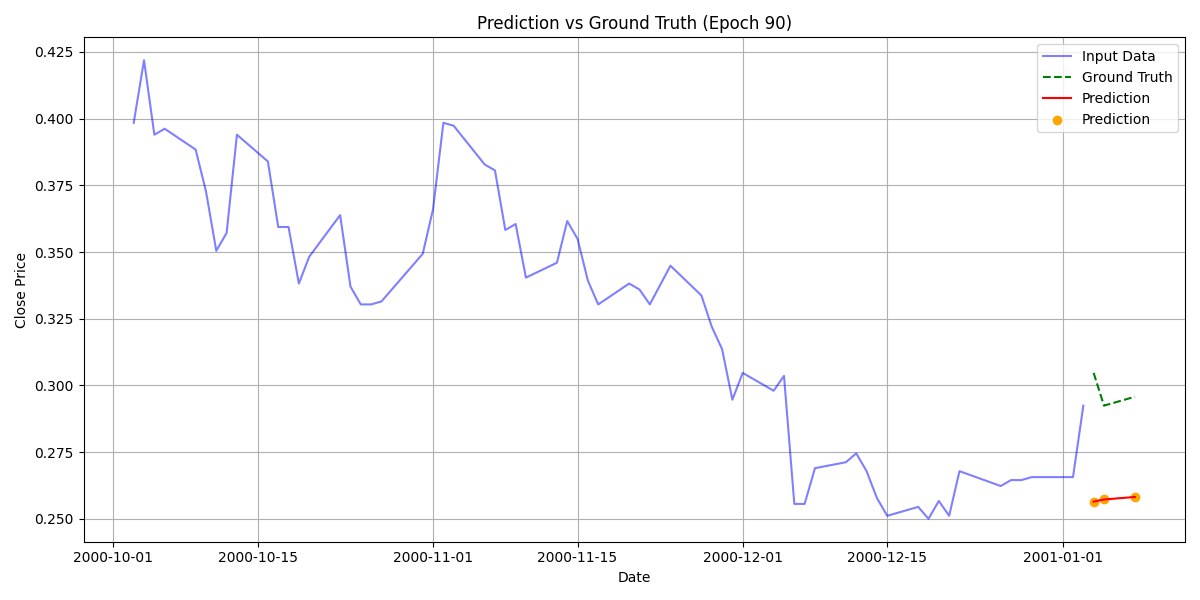 Prediction vs Ground Truth (Epoch 90)
Input Data
Ground Truth
Prediction
Prediction
Close Price
0.425
0.400
0.375
0.350
0.325
0.300
0.275
0.250
2000-10-01
2000-10-15
2000-11-01
2000-11-15
2000-12-01
2000-12-15
2001-01-01
Date